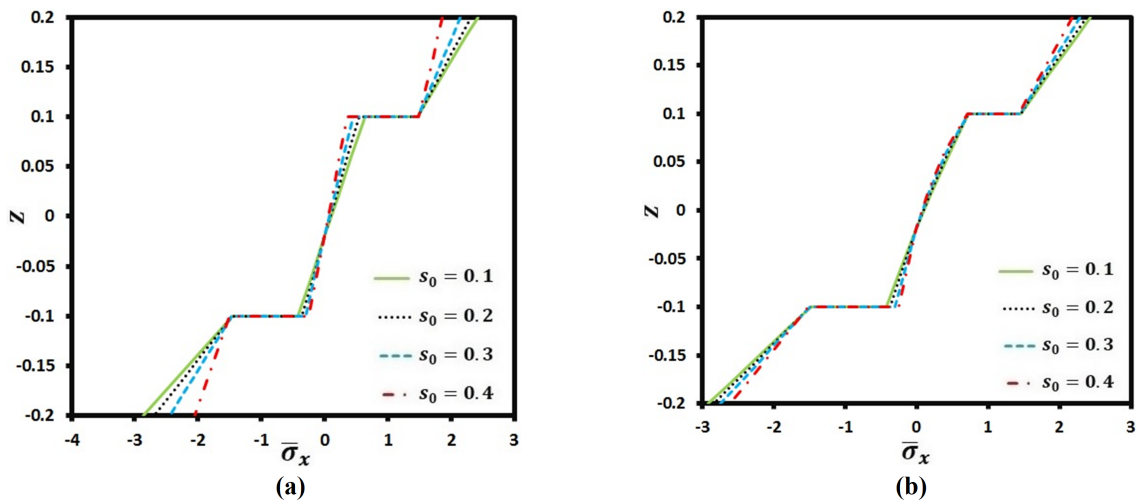 0.2
0.15
0.1
0.05
0
-0.05
-0.1
-0.15
-0.2
z
-4 -3 -2 -1 0 1 2 3
σ̅ₓ
s₀ = 0.1
s₀ = 0.2
s₀ = 0.3
s₀ = 0.4
(a)
0.2
0.15
0.1
0.05
0
-0.05
-0.1
-0.15
-0.2
z
-3 -2 -1 0 1 2 3
σ̅ₓ
s₀ = 0.1
s₀ = 0.2
s₀ = 0.3
s₀ = 0.4
(b)